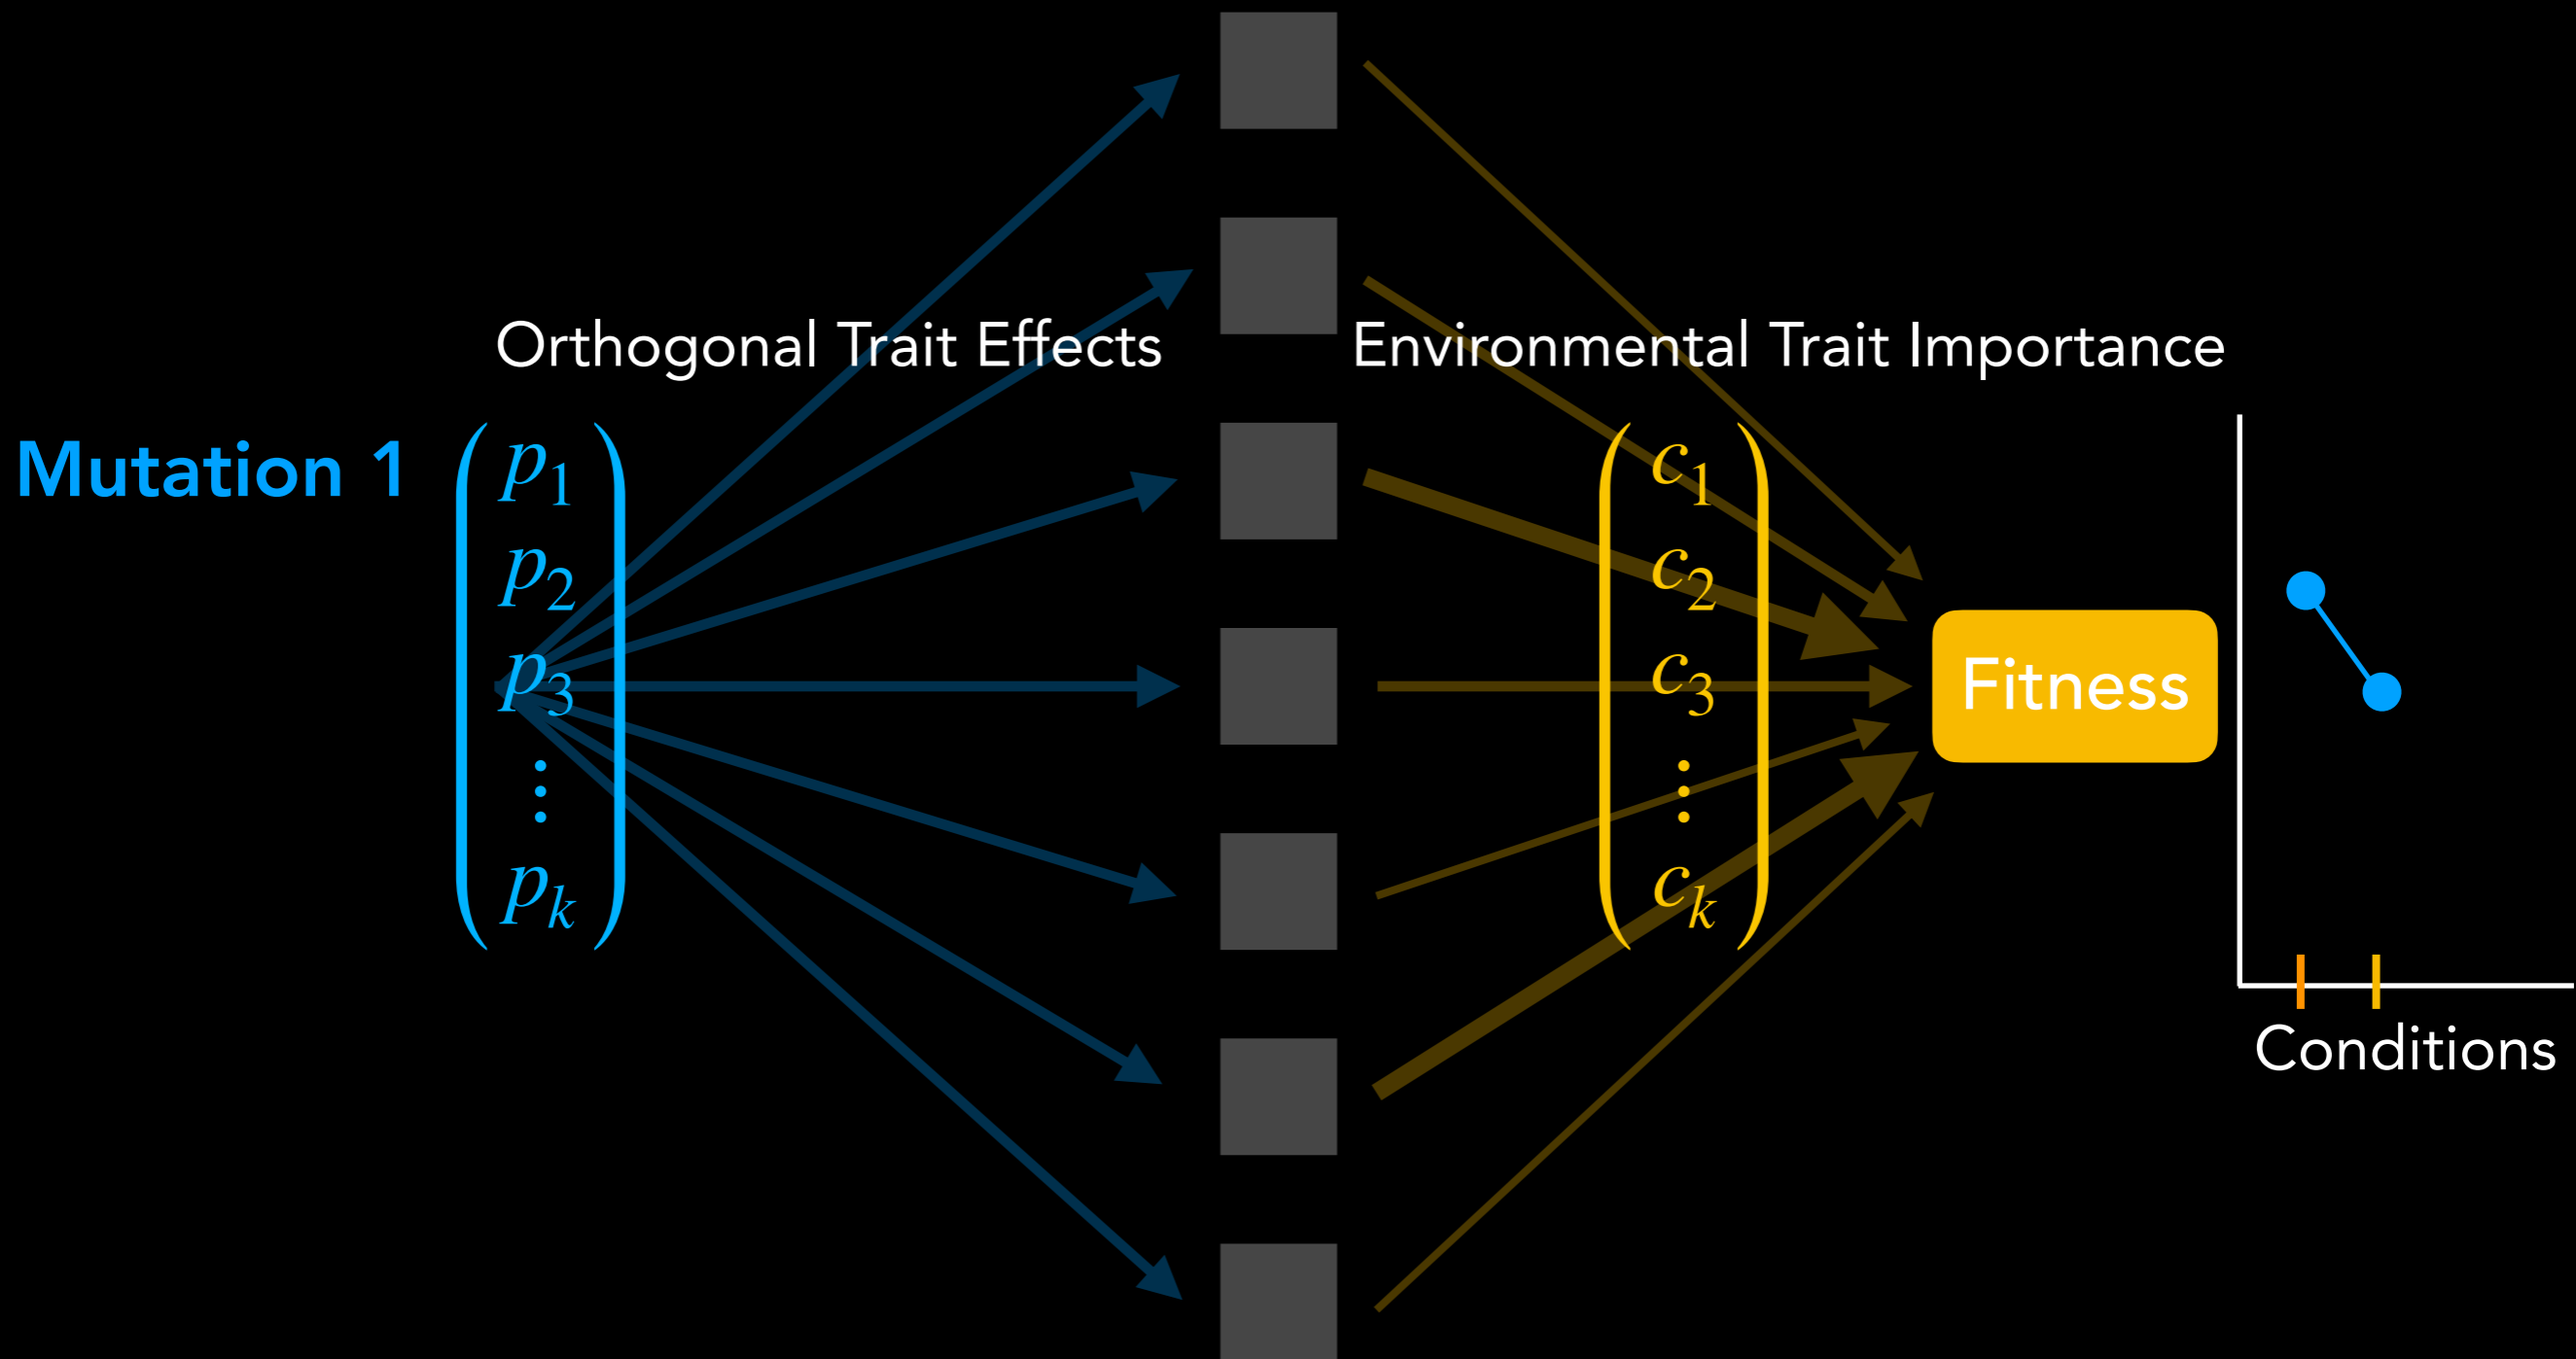 Orthogonal Trait Effects
Environmental Trait Importance
Mutation 1
p1
p2
p3
⋮
pk
c1
c2
c3
⋮
ck
Fitness
Conditions